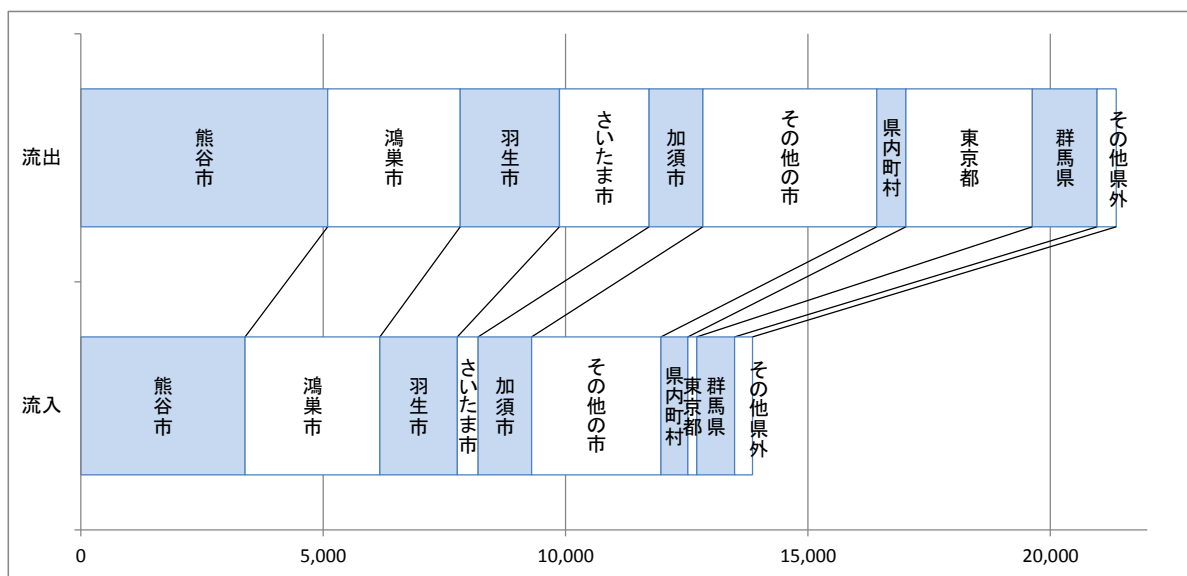 流出
熊谷市
鴻巣市
羽生市
さいたま市
加須市
その他の市
県内町村
東京都
群馬県
その他県外
流入
熊谷市
鴻巣市
羽生市
さいたま市
加須市
その他の市
県内町村
東京都
群馬県
その他県外
0
5,000
10,000
15,000
20,000